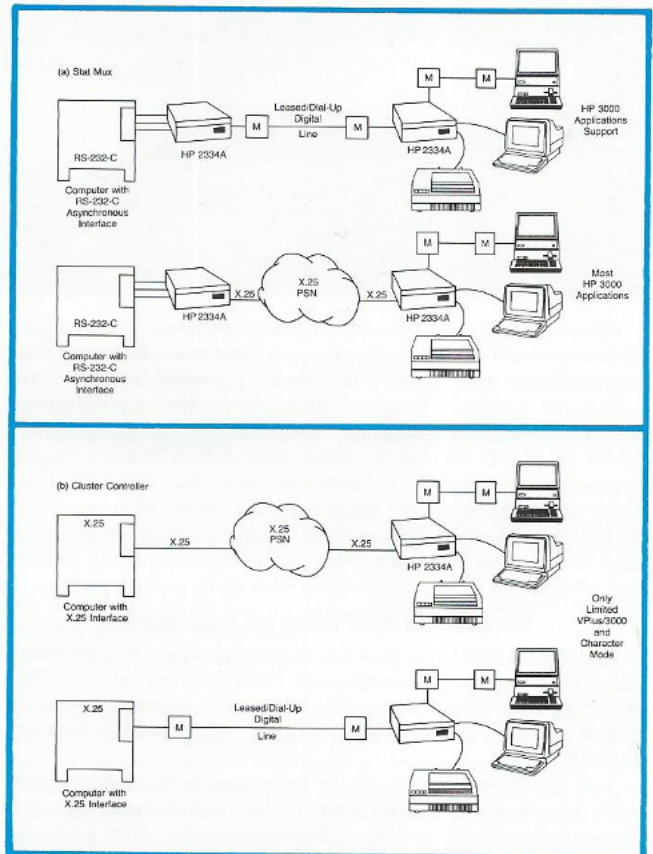 (a) Stat Mux
RS-232-C
Computer with
RS-232-C
Asynchronous
Interface
HP 2334A
M
Leased/Dial-Up
Digital
Line
M
HP 2334A
M
M
HP 3000
Applications
Support
RS-232-C
Computer with
RS-232-C
Asynchronous
Interface
HP 2334A
X.25
X.25
PSN
X.25
HP 2334A
M
M
Most
HP 3000
Applications
(b) Cluster Controller
X.25
Computer with
X.25 Interface
X.25
X.25
PSN
X.25
HP 2334A
M
M
Only
Limited
VPlus/3000
and
Character
Mode
X.25
Computer with
X.25 Interface
M
Leased/Dial-Up
Digital
Line
M
HP 2334A
M
M